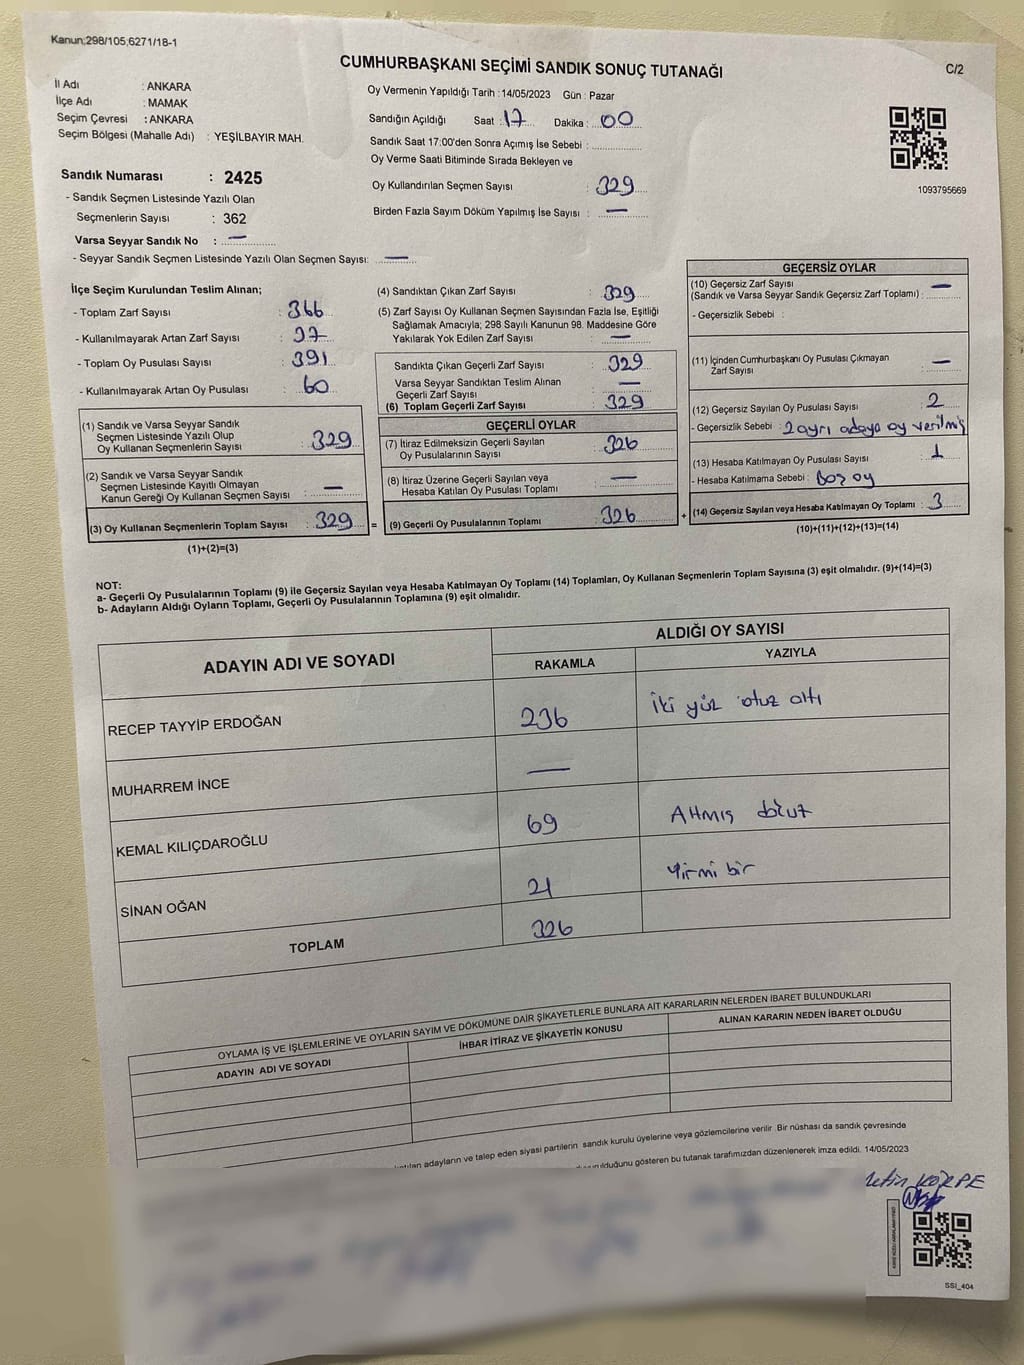 Kanun;298/105;6271/18-1
CUMHURBAŞKANI SEÇİMİ SANDIK SONUÇ TUTANAĞI
C/2
İl Adı : ANKARA
İlçe Adı : MAMAK
Seçim Çevresi : ANKARA
Seçim Bölgesi (Mahalle Adı) : YEŞİLBAYIR MAH.
Sandık Numarası : 2425
- Sandık Seçmen Listesinde Yazılı Olan
Seçmenlerin Sayısı : 362
Varsa Seyyar Sandık No : —
- Seyyar Sandık Seçmen Listesinde Yazılı Olan Seçmen Sayısı: —
Oy Vermenin Yapıldığı Tarih : 14/05/2023 Gün : Pazar
Sandığın Açıldığı Saat : 17 Dakika : 00
Sandık Saat 17:00'den Sonra Açımış İse Sebebi :
Oy Verme Saati Bitiminde Sırada Bekleyen ve
Oy Kullandırılan Seçmen Sayısı : 329
Birden Fazla Sayım Döküm Yapılmış İse Sayısı : —
1093795669
İlçe Seçim Kurulundan Teslim Alınan;
- Toplam Zarf Sayısı : 366
- Kullanılmayarak Artan Zarf Sayısı : 37
- Toplam Oy Pusulası Sayısı : 391
- Kullanılmayarak Artan Oy Pusulası : 60
(1) Sandık ve Varsa Seyyar Sandık
Seçmen Listesinde Yazılı Olup
Oy Kullanan Seçmenlerin Sayısı : 329
(2) Sandık ve Varsa Seyyar Sandık
Seçmen Listesinde Kayıtlı Olmayan
Kanun Gereği Oy Kullanan Seçmen Sayısı : —
(3) Oy Kullanan Seçmenlerin Toplam Sayısı : 329
(1)+(2)=(3)
(4) Sandıktan Çıkan Zarf Sayısı : 329
(5) Zarf Sayısı Oy Kullanan Seçmen Sayısından Fazla İse, Eşitliği
Sağlamak Amacıyla; 298 Sayılı Kanunun 98. Maddesine Göre
Yakılarak Yok Edilen Zarf Sayısı : —
Sandıkta Çıkan Geçerli Zarf Sayısı : 329
Varsa Seyyar Sandıktan Teslim Alınan
Geçerli Zarf Sayısı : —
(6) Toplam Geçerli Zarf Sayısı : 329
GEÇERLİ OYLAR
(7) İtiraz Edilmeksizin Geçerli Sayılan
Oy Pusulalarının Sayısı : 326
(8) İtiraz Üzerine Geçerli Sayılan veya
Hesaba Katılan Oy Pusulası Toplamı : —
= (9) Geçerli Oy Pusulalarının Toplamı : 326
GEÇERSİZ OYLAR
(10) Geçersiz Zarf Sayısı
(Sandık ve Varsa Seyyar Sandık Geçersiz Zarf Toplamı) : —
- Geçersizlik Sebebi :
(11) İçinden Cumhurbaşkanı Oy Pusulası Çıkmayan
Zarf Sayısı : —
(12) Geçersiz Sayılan Oy Pusulası Sayısı : 2
- Geçersizlik Sebebi : 2 ayrı adaya oy verilmiş
(13) Hesaba Katılmayan Oy Pusulası Sayısı : 1
- Hesaba Katılmama Sebebi : Boş oy
+ (14) Geçersiz Sayılan veya Hesaba Katılmayan Oy Toplamı : 3
(10)+(11)+(12)+(13)=(14)
NOT:
a- Geçerli Oy Pusulalarının Toplamı (9) ile Geçersiz Sayılan veya Hesaba Katılmayan Oy Toplamı (14) Toplamları, Oy Kullanan Seçmenlerin Toplam Sayısına (3) eşit olmalıdır. (9)+(14)=(3)
b- Adayların Aldığı Oyların Toplamı, Geçerli Oy Pusulalarının Toplamına (9) eşit olmalıdır.
ADAYIN ADI VE SOYADI
ALDIĞI OY SAYISI
RAKAMLA YAZIYLA
RECEP TAYYİP ERDOĞAN 236 İki yüz otuz altı
MUHARREM İNCE —
KEMAL KILIÇDAROĞLU 69 Altmış dokuz
SİNAN OĞAN 21 Yirmi bir
TOPLAM 326
OYLAMA İŞ VE İŞLEMLERİNE VE OYLARIN SAYIM VE DÖKÜMÜNE DAİR ŞİKAYETLERLE BUNLARA AİT KARARLARIN NELERDEN İBARET BULUNDUKLARI
ADAYIN ADI VE SOYADI İHBAR İTİRAZ VE ŞİKAYETİN KONUSU ALINAN KARARIN NEDEN İBARET OLDUĞU
adayların ve talep eden siyasi partilerin sandık kurulu üyelerine veya gözlemcilerine verilir .Bir nüshası da sandık çevresinde
gösteren bu tutanak tarafımızdan düzenlenerek imza edildi. 14/05/2023
KÖRPE
SSİ_404